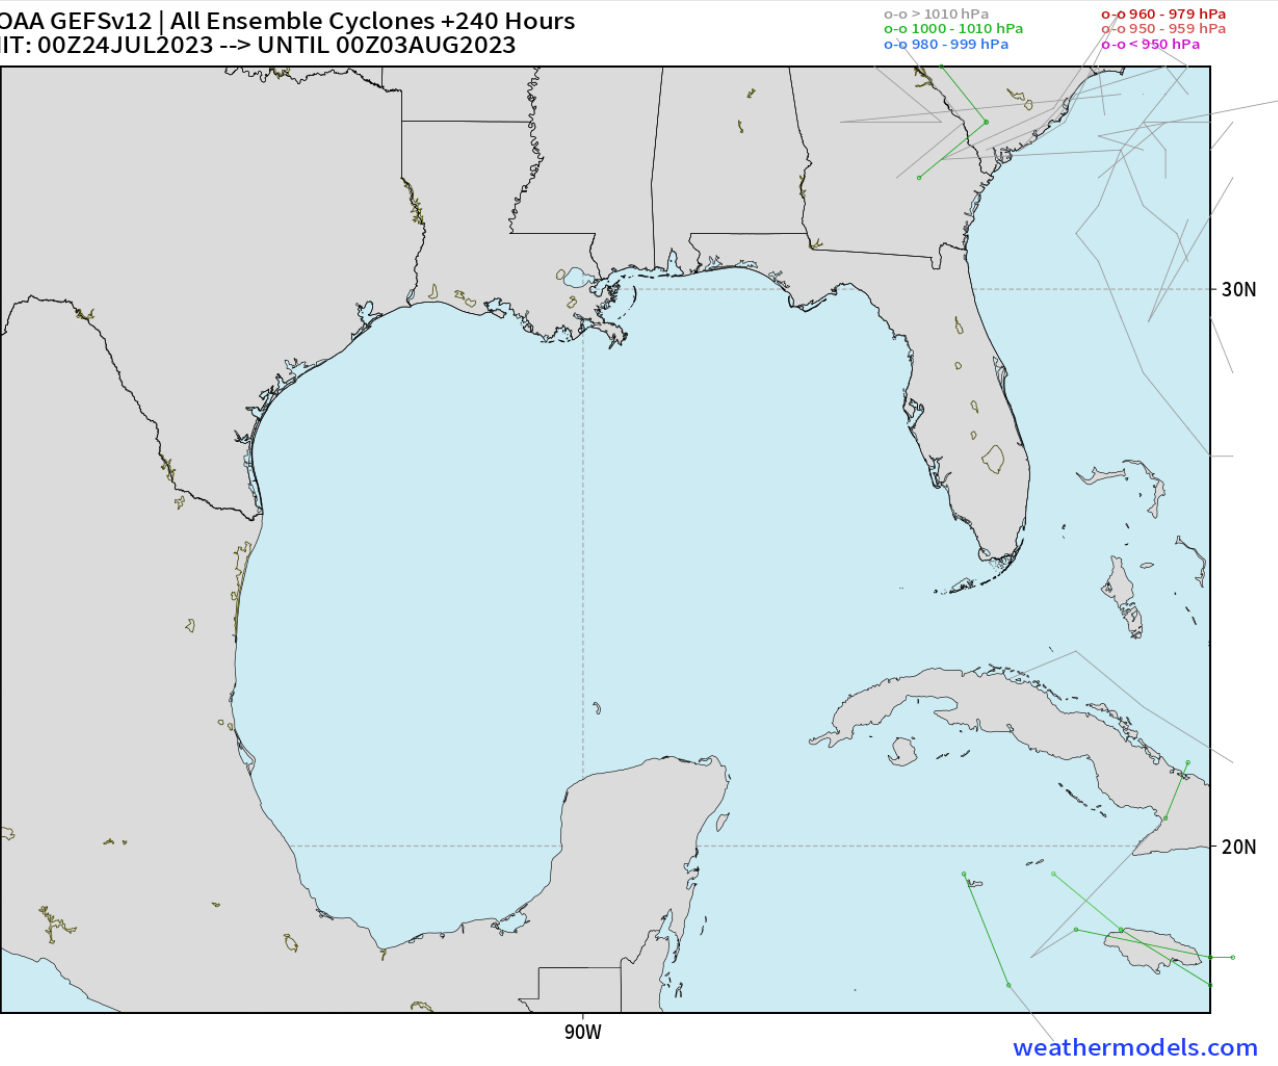 OAA GEFSv12 | All Ensemble Cyclones +240 Hours
IIT: 00Z24JUL2023 --> UNTIL 00Z03AUG2023
o-o > 1010 hPa
o-o 1000 - 1010 hPa
o-o 980 - 999 hPa
o-o 960 - 979 hPa
o-o 950 - 959 hPa
o-o < 950 hPa
30N
20N
90W
weathermodels.com